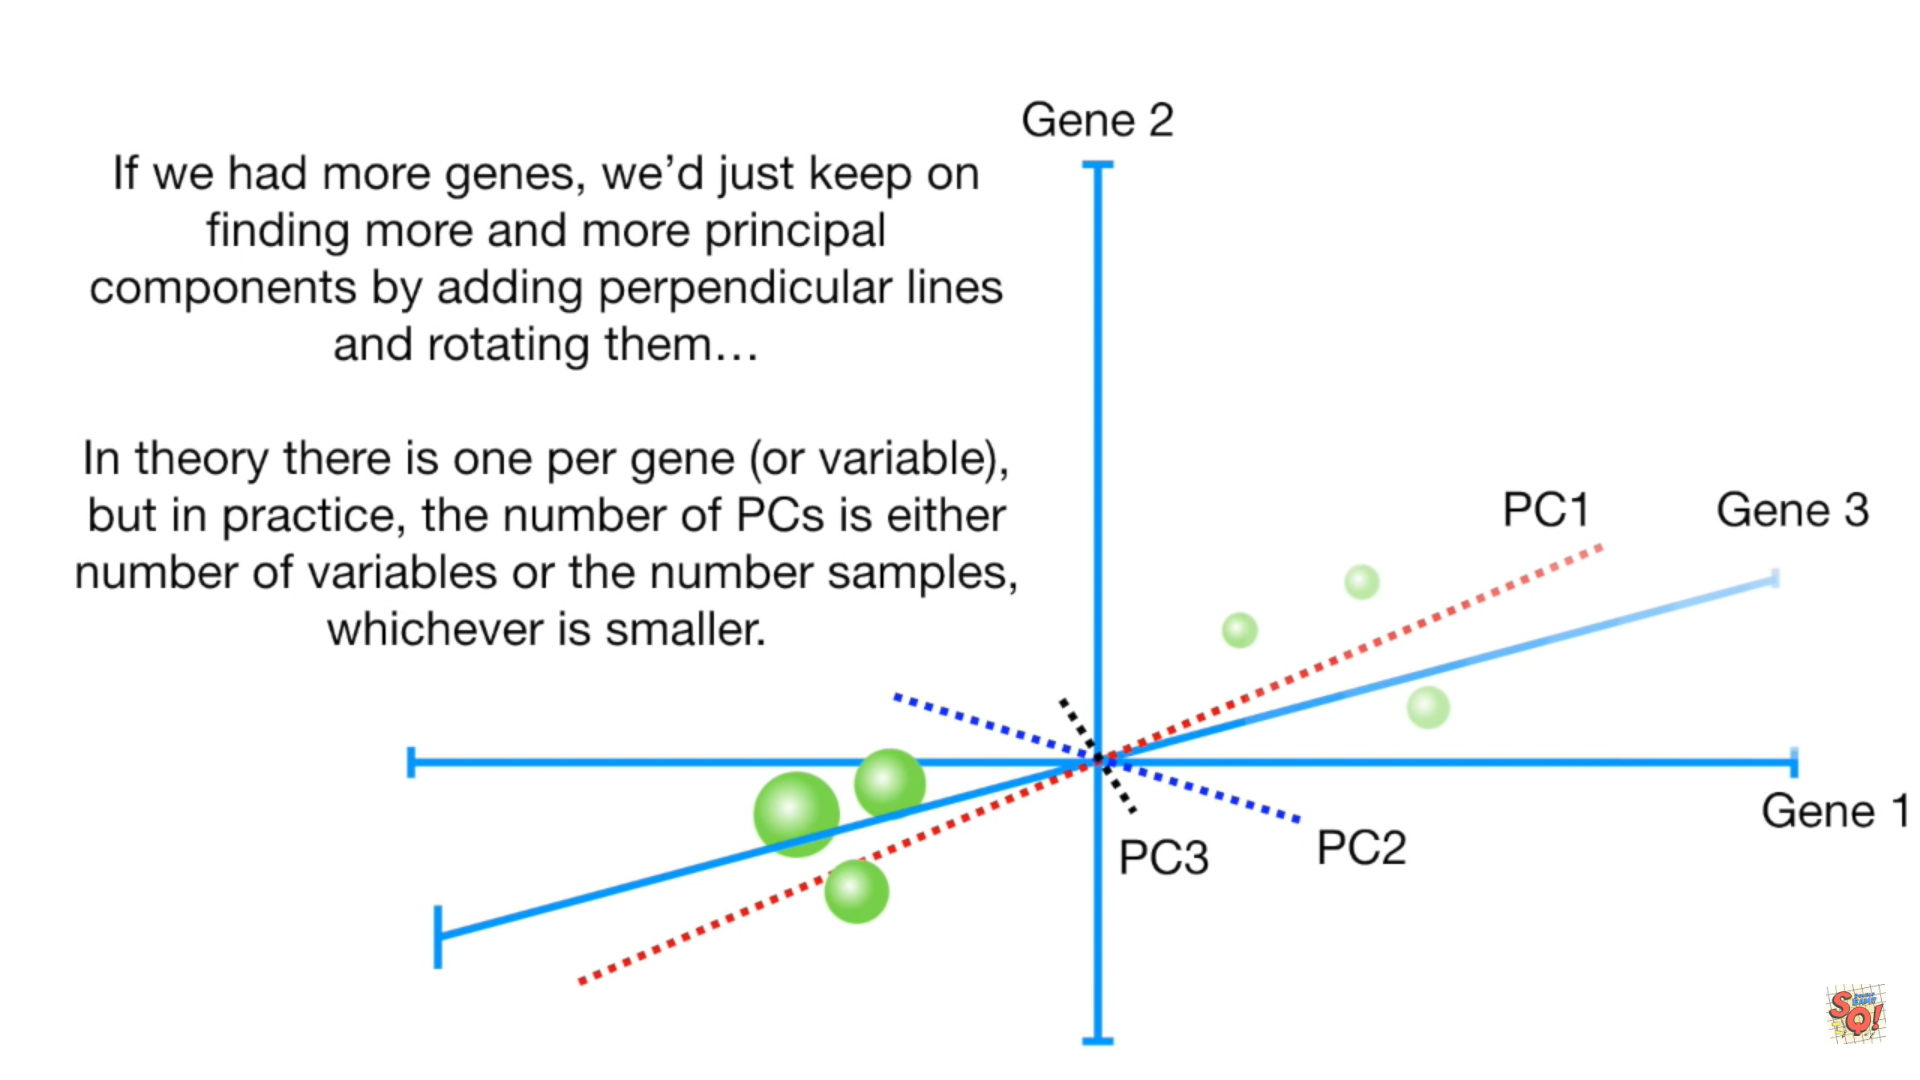 Gene 2
If we had more genes, we’d just keep on
finding more and more principal
components by adding perpendicular lines
and rotating them…
In theory there is one per gene (or variable),
but in practice, the number of PCs is either
number of variables or the number samples,
whichever is smaller.
PC1
Gene 3
Gene 1
PC2
PC3
SQ!